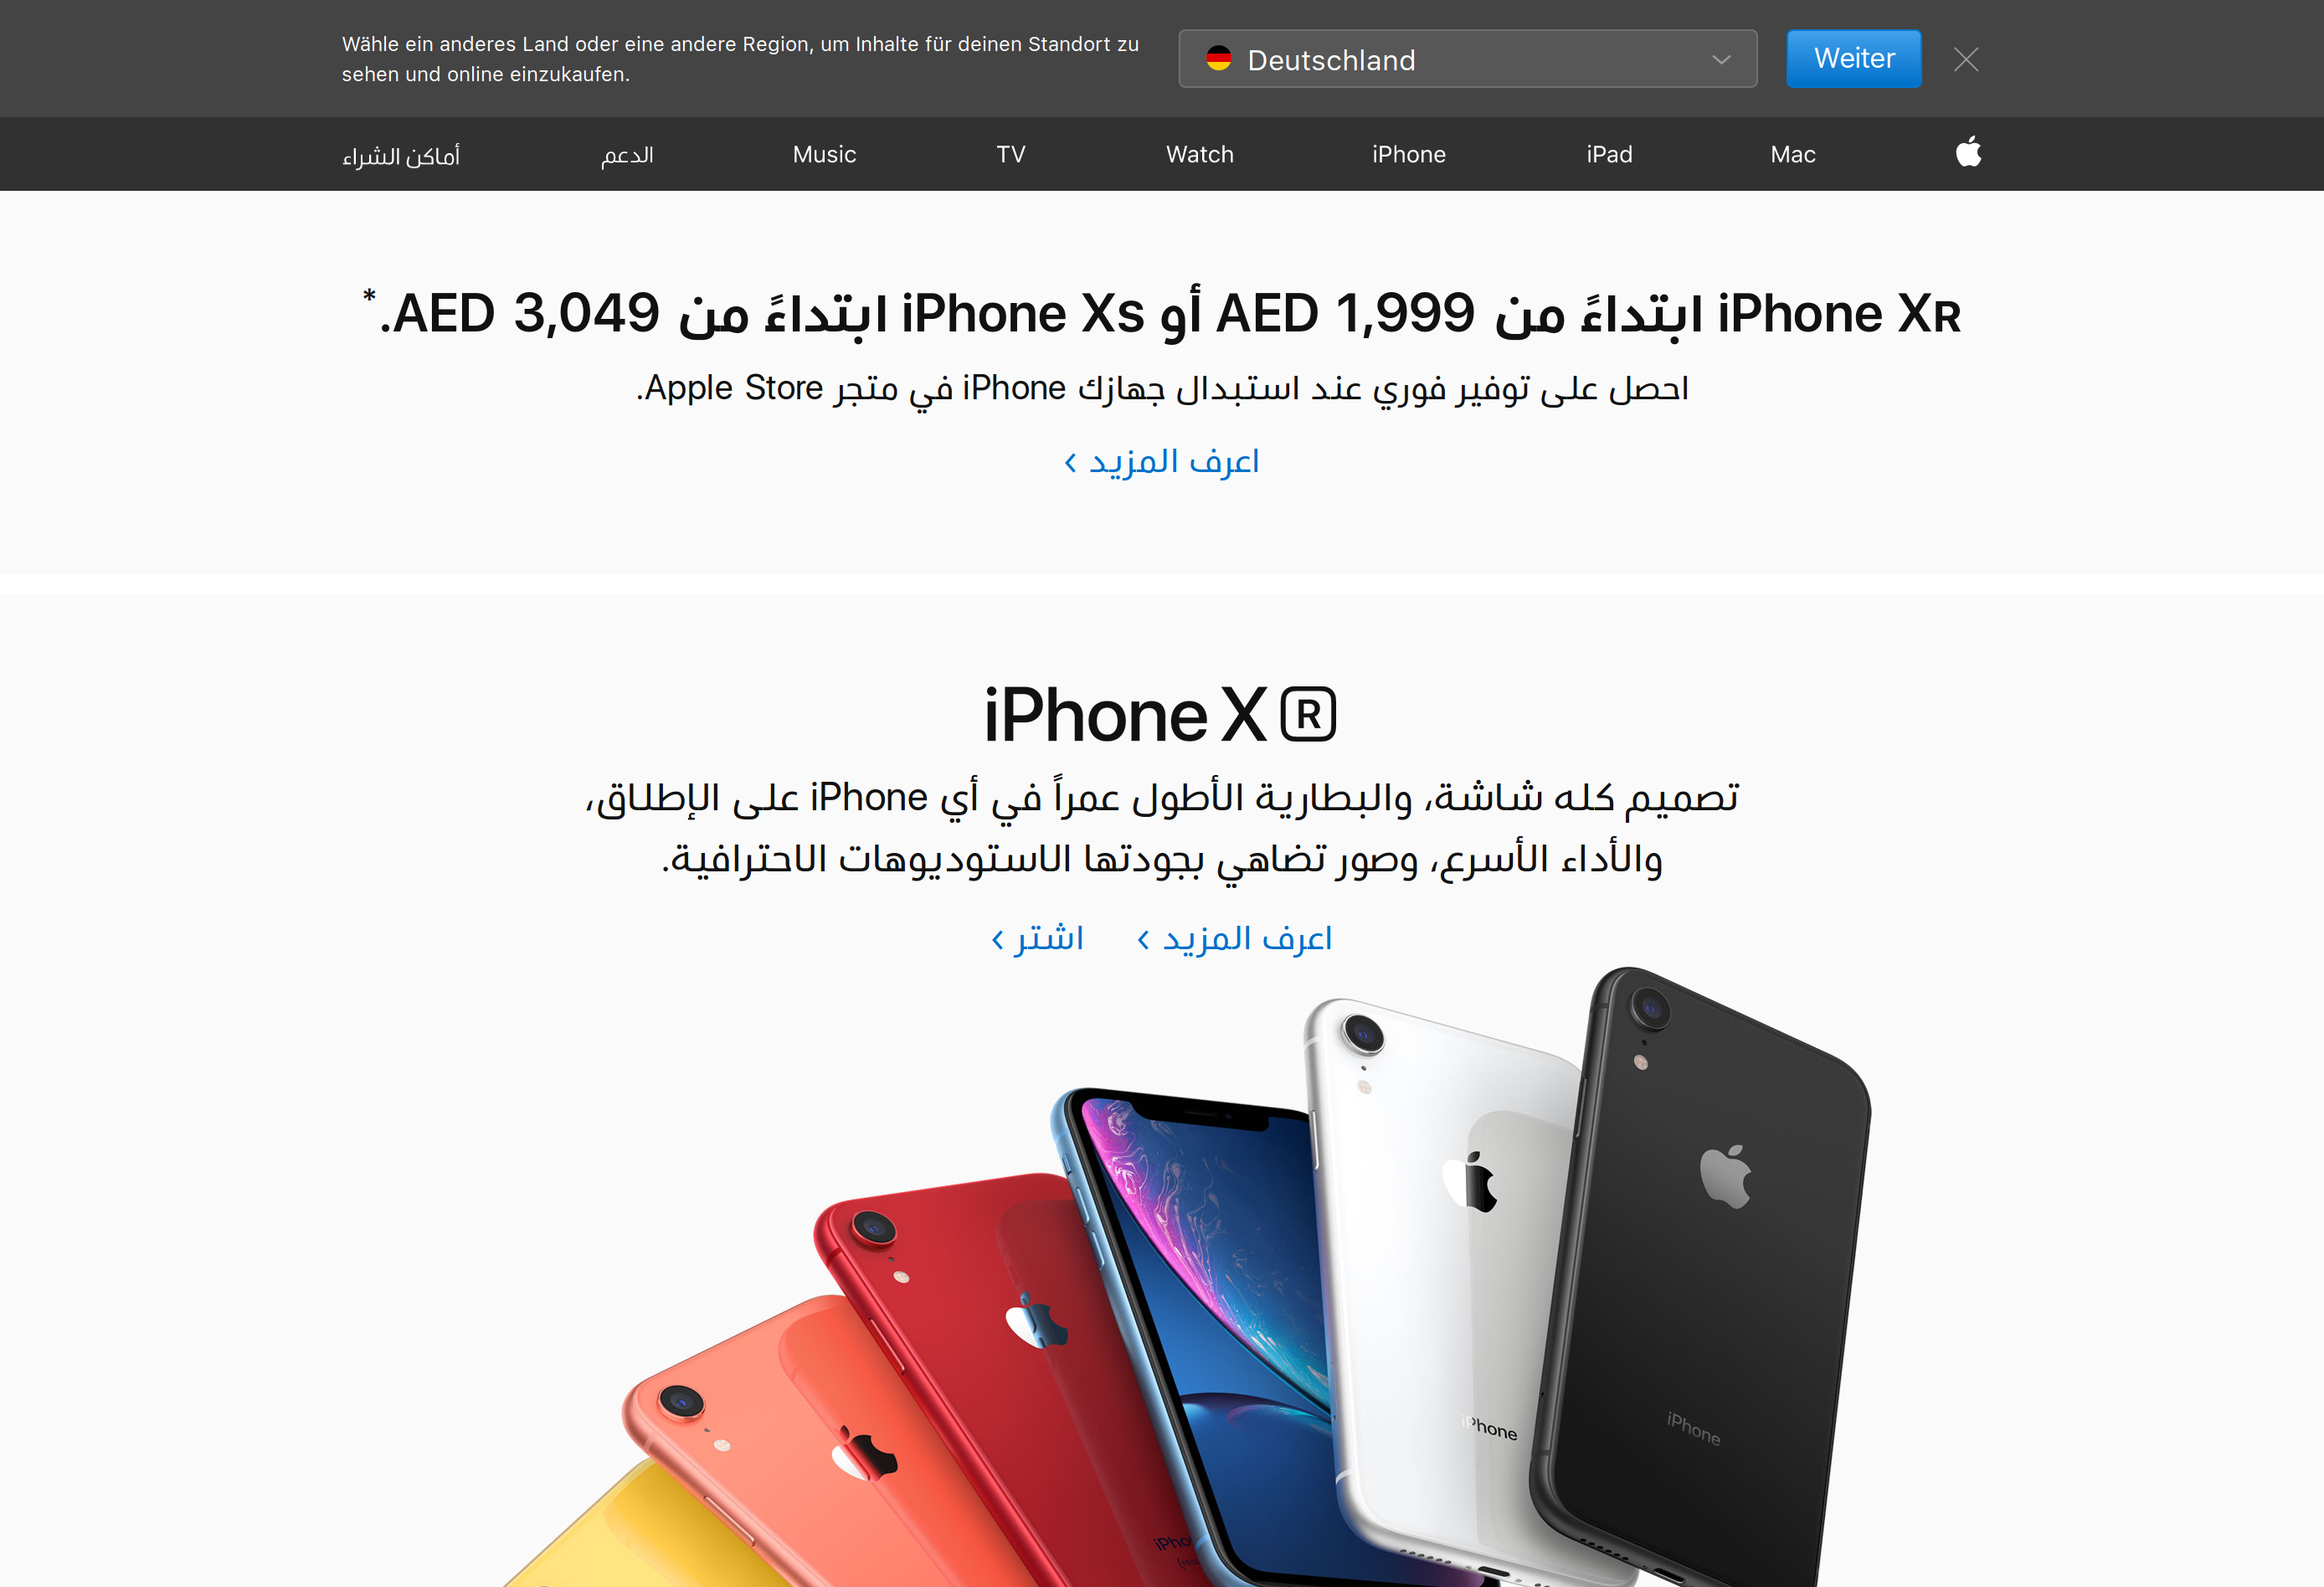 Wähle ein anderes Land oder eine andere Region, um Inhalte für deinen Standort zu
sehen und online einzukaufen.
Deutschland
Weiter
Mac
iPad
iPhone
Watch
TV
Music
الدعم
أماكن الشراء
iPhone XR ابتداءً من AED 1,999 أو iPhone XS ابتداءً من AED 3,049.*
احصل على توفير فوري عند استبدال جهازك iPhone في متجر Apple Store.
اعرف المزيد
iPhone XR
تصميم كله شاشة، والبطارية الأطول عمراً في أي iPhone على الإطلاق،
والأداء الأسرع، وصور تضاهي بجودتها الاستوديوهات الاحترافية.
اعرف المزيد
اشتر
iPhone
iPhone